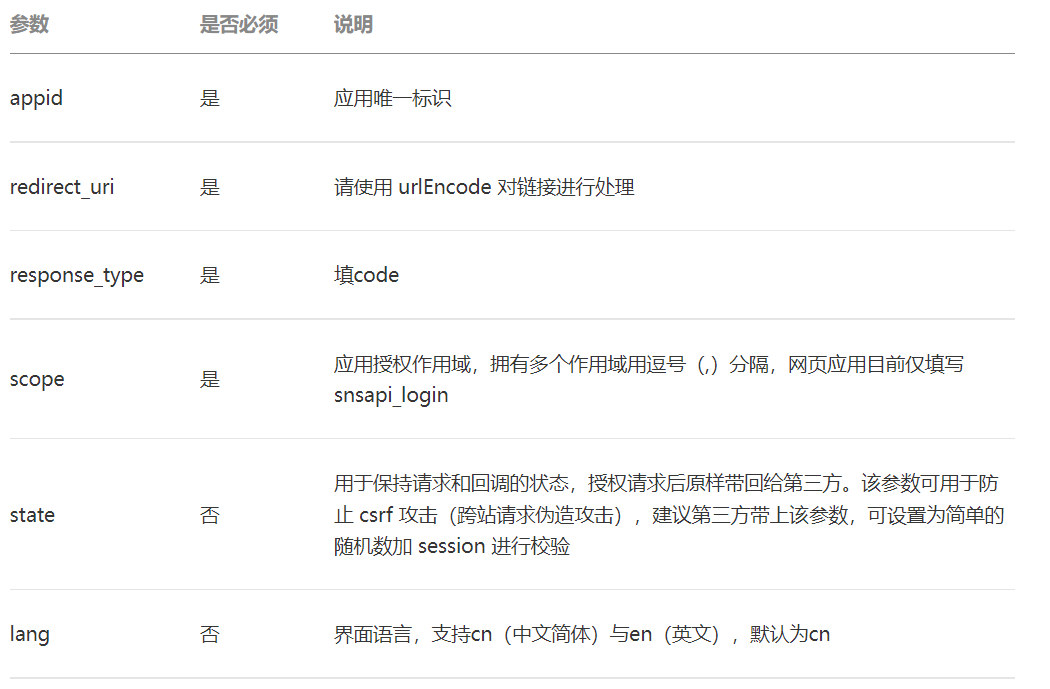 参数 是否必须 说明
appid 是 应用唯一标识
redirect_uri 是 请使用 urlEncode 对链接进行处理
response_type 是 填code
scope 是 应用授权作用域，拥有多个作用域用逗号（,）分隔，网页应用目前仅填写
snsapi_login
state 否 用于保持请求和回调的状态，授权请求后原样带回给第三方。该参数可用于防
止 csrf 攻击（跨站请求伪造攻击），建议第三方带上该参数，可设置为简单的
随机数加 session 进行校验
lang 否 界面语言，支持cn（中文简体）与en（英文），默认为cn